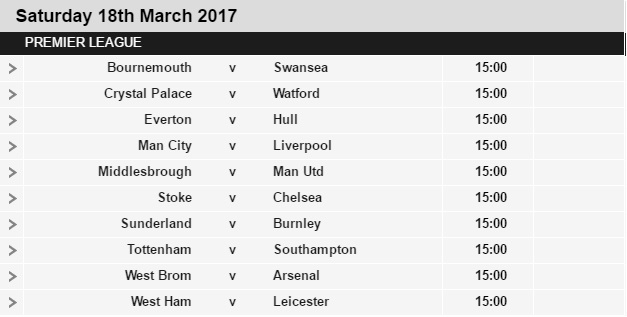 Saturday 18th March 2017
PREMIER LEAGUE
Bournemouth v Swansea 15:00
Crystal Palace v Watford 15:00
Everton v Hull 15:00
Man City v Liverpool 15:00
Middlesbrough v Man Utd 15:00
Stoke v Chelsea 15:00
Sunderland v Burnley 15:00
Tottenham v Southampton 15:00
West Brom v Arsenal 15:00
West Ham v Leicester 15:00